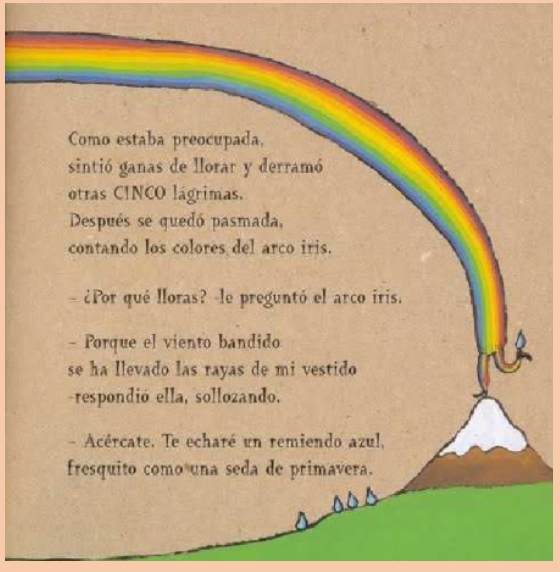 Como estaba preocupada,
sintió ganas de llorar y derramó
otras CINCO lágrimas.
Después se quedó pasmada,
contando los colores del arco iris.
- ¿Por qué lloras? -le preguntó el arco iris.
- Porque el viento bandido
se ha llevado las rayas de mi vestido
-respondió ella, sollozando.
- Acércate. Te echaré un remiendo azul,
fresquito como una seda de primavera.